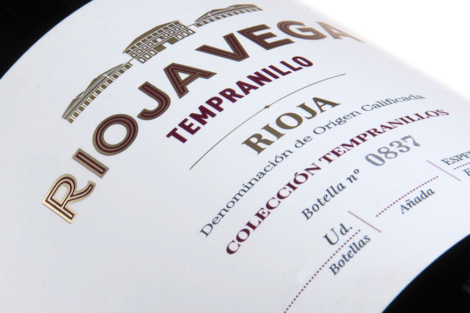 RIOJA VEGA
TEMPRANILLO
RIOJA
Denominación de Origen Calificada
COLECCIÓN TEMPRANILLOS
Botella nº 0837
Ud.
Botellas
Añada